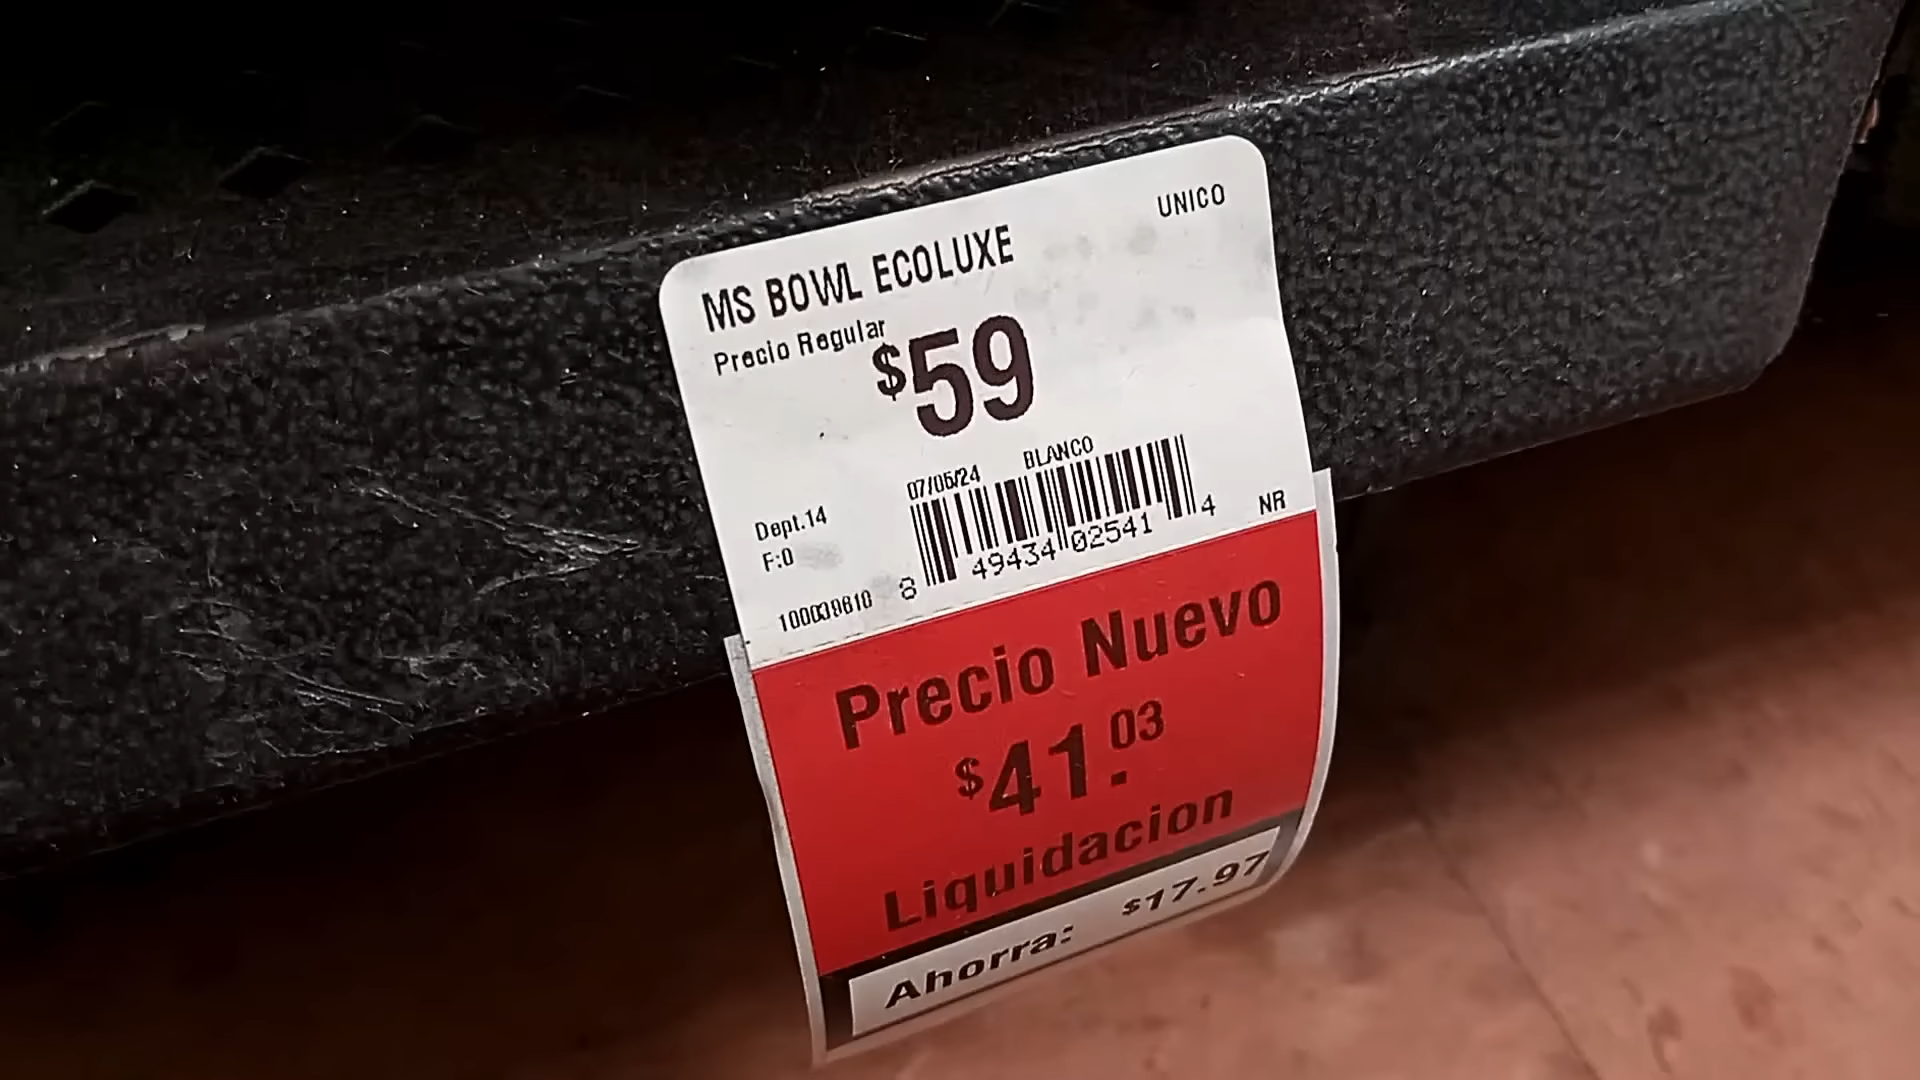 UNICO
MS BOWL ECOLUXE
Precio Regular
$59
07/06/24 BLANCO
Dept.14
F:0
NR
8 49434 02541 4
100039610
Precio Nuevo
$41.03
Liquidacion
Ahorra: $17.97